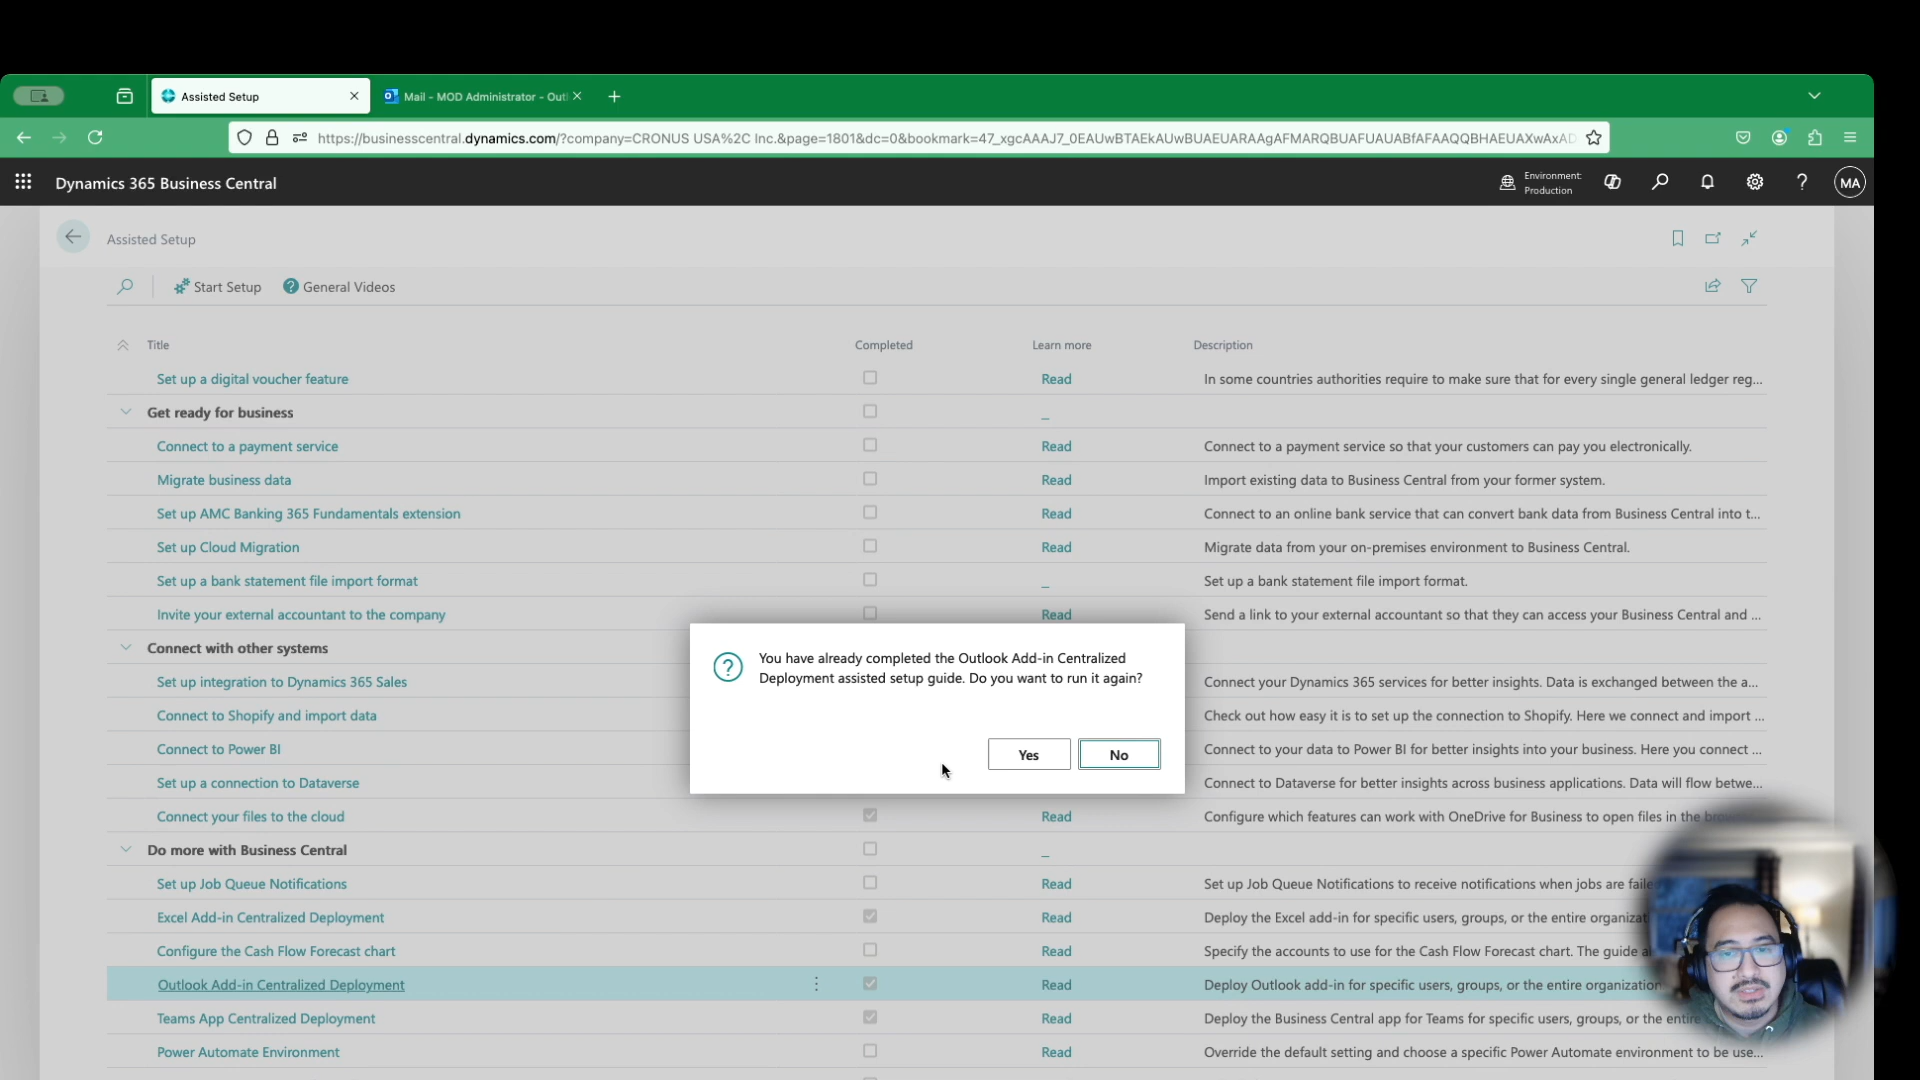 Assisted Setup
Mail - MOD Administrator - Out
https://businesscentral.dynamics.com/?company=CRONUS USA%2C Inc.&page=1801&dc=0&bookmark=47_xgcAAAJ7_0EAUwBTAEkAUwBUAEUARAAgAFMARQBUAFUAUABfAFAAQQBHAEUAXwAxAD
Dynamics 365 Business Central
Environment:
Production
MA
Assisted Setup
Start Setup
General Videos
Title Completed Learn more Description
Set up a digital voucher feature Read In some countries authorities require to make sure that for every single general ledger reg...
Get ready for business _
Connect to a payment service Read Connect to a payment service so that your customers can pay you electronically.
Migrate business data Read Import existing data to Business Central from your former system.
Set up AMC Banking 365 Fundamentals extension Read Connect to an online bank service that can convert bank data from Business Central into t...
Set up Cloud Migration Read Migrate data from your on-premises environment to Business Central.
Set up a bank statement file import format _ Set up a bank statement file import format.
Invite your external accountant to the company Read Send a link to your external accountant so that they can access your Business Central and ...
Connect with other systems
Set up integration to Dynamics 365 Sales Connect your Dynamics 365 services for better insights. Data is exchanged between the a...
Connect to Shopify and import data Check out how easy it is to set up the connection to Shopify. Here we connect and import ...
Connect to Power BI Connect to your data to Power BI for better insights into your business. Here you connect ...
Set up a connection to Dataverse Connect to Dataverse for better insights across business applications. Data will flow betwe...
You have already completed the Outlook Add-in Centralized
Deployment assisted setup guide. Do you want to run it again?
Yes No
Connect your files to the cloud Read Configure which features can work with OneDrive for Business to open files in the
Do more with Business Central _
Set up Job Queue Notifications Read Set up Job Queue Notifications to receive notifications when jobs are
Excel Add-in Centralized Deployment Read Deploy the Excel add-in for specific users, groups, or the entire
Configure the Cash Flow Forecast chart Read Specify the accounts to use for the Cash Flow Forecast chart. The guide
Outlook Add-in Centralized Deployment Read Deploy Outlook add-in for specific users, groups, or the entire organization
Teams App Centralized Deployment Read Deploy the Business Central app for Teams for specific users, groups, or the
Power Automate Environment Read Override the default setting and choose a specific Power Automate environment to be use...